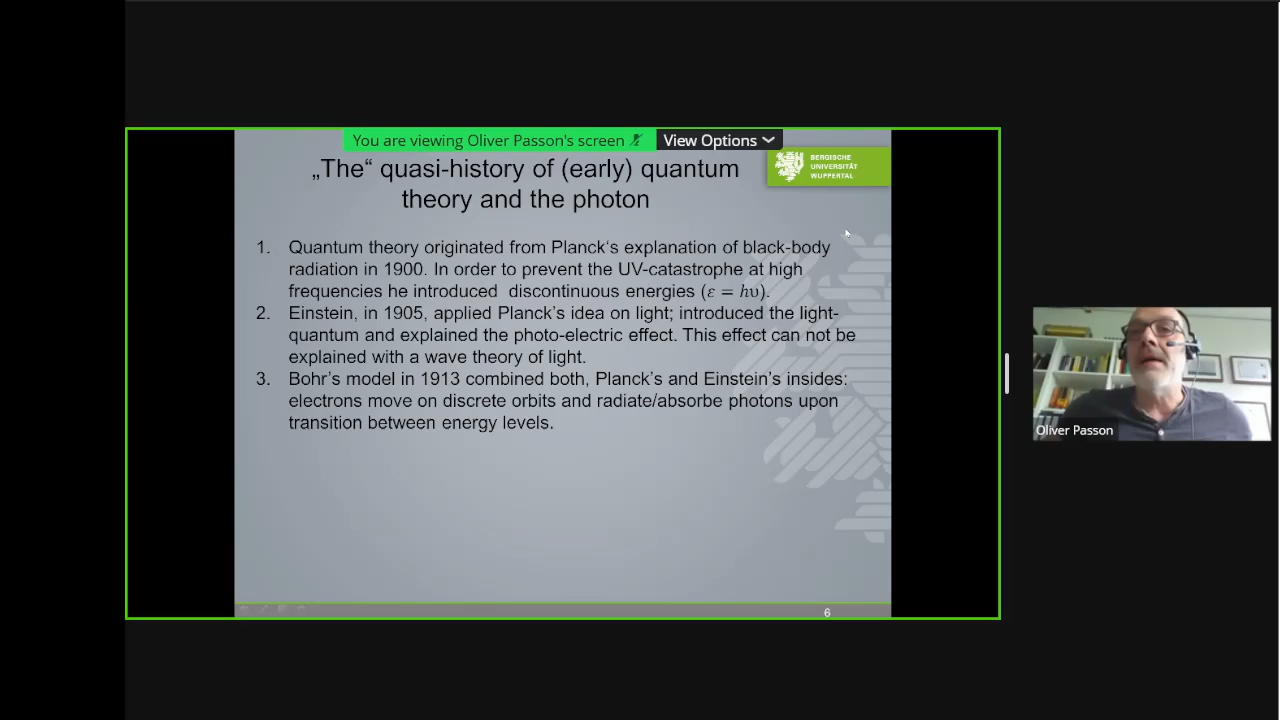 You are viewing Oliver Passon's screen
View Options
„The“ quasi-history of (early) quantum
theory and the photon
BERGISCHE
UNIVERSITÄT
WUPPERTAL
1. Quantum theory originated from Planck‘s explanation of black-body
radiation in 1900. In order to prevent the UV-catastrophe at high
frequencies he introduced discontinuous energies (ε = hυ).
2. Einstein, in 1905, applied Planck’s idea on light; introduced the light-
quantum and explained the photo-electric effect. This effect can not be
explained with a wave theory of light.
3. Bohr’s model in 1913 combined both, Planck’s and Einstein’s insides:
electrons move on discrete orbits and radiate/absorbe photons upon
transition between energy levels.
6
Oliver Passon